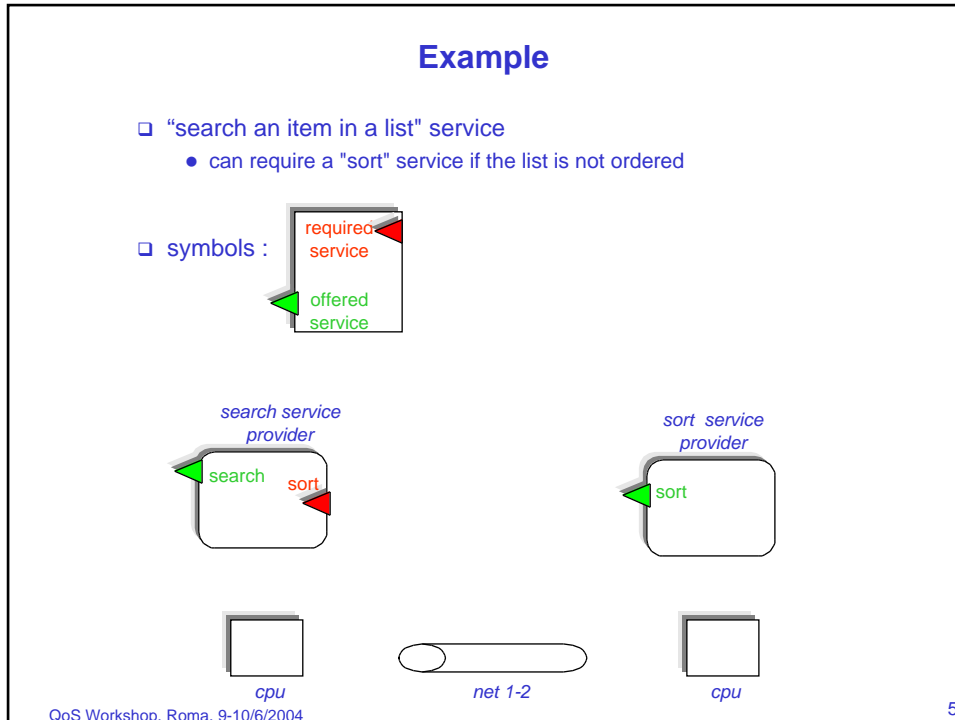 Example
“search an item in a list" service
can require a "sort" service if the list is not ordered
symbols :
required
service
offered
service
search service
provider
sort service
provider
search
sort
sort
cpu
net 1-2
cpu
QoS Workshop, Roma, 9-10/6/2004
5